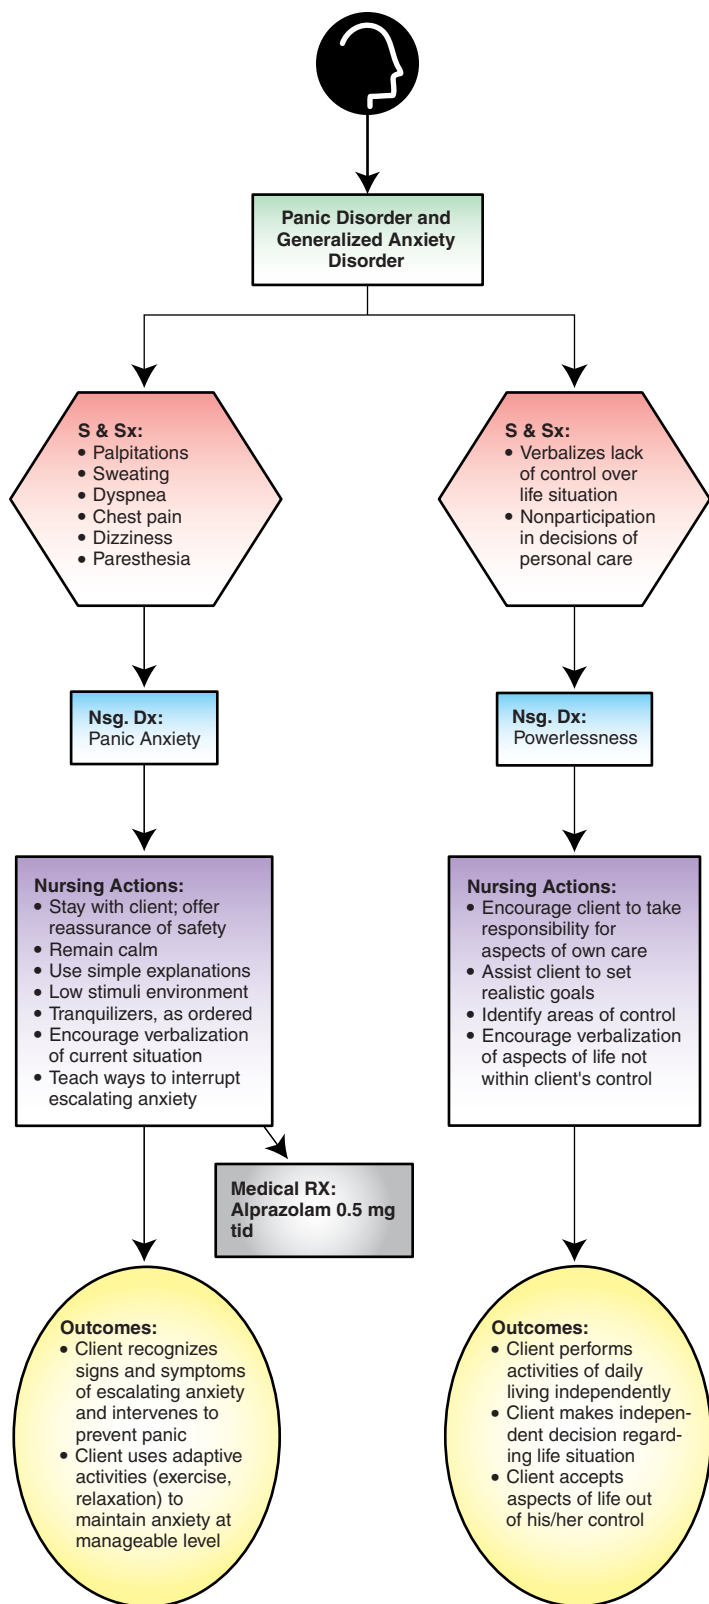 Panic Disorder and
Generalized Anxiety
Disorder
S & Sx:
• Palpitations
• Sweating
• Dyspnea
• Chest pain
• Dizziness
• Paresthesia
S & Sx:
• Verbalizes lack
of control over
life situation
• Nonparticipation
in decisions of
personal care
Nsg. Dx:
Panic Anxiety
Nsg. Dx:
Powerlessness
Nursing Actions:
• Stay with client; offer
reassurance of safety
• Remain calm
• Use simple explanations
• Low stimuli environment
• Tranquilizers, as ordered
• Encourage verbalization
of current situation
• Teach ways to interrupt
escalating anxiety
Nursing Actions:
• Encourage client to take
responsibility for
aspects of own care
• Assist client to set
realistic goals
• Identify areas of control
• Encourage verbalization
of aspects of life not
within client's control
Medical RX:
Alprazolam 0.5 mg
tid
Outcomes:
• Client recognizes
signs and symptoms
of escalating anxiety
and intervenes to
prevent panic
• Client uses adaptive
activities (exercise,
relaxation) to
maintain anxiety at
manageable level
Outcomes:
• Client performs
activities of daily
living independently
• Client makes indepen-
dent decision regard-
ing life situation
• Client accepts
aspects of life out
of his/her control